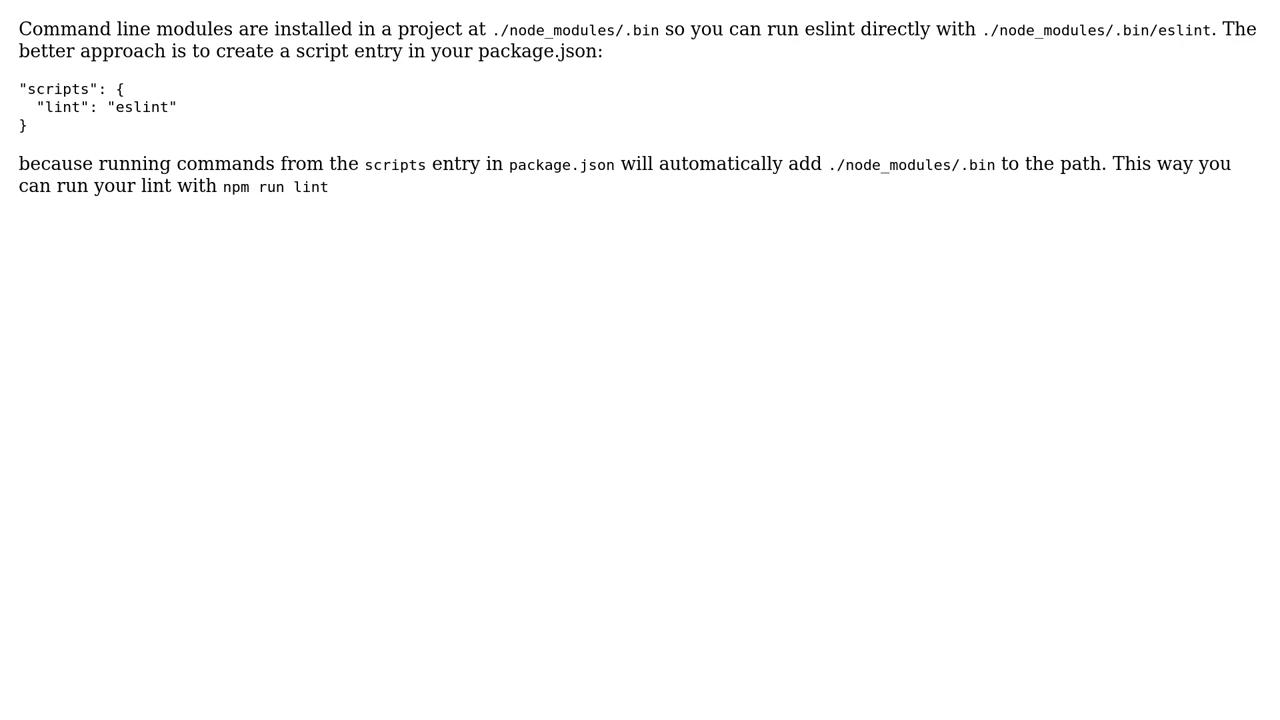 Command line modules are installed in a project at ./node_modules/.bin so you can run eslint directly with ./node_modules/.bin/eslint. The
better approach is to create a script entry in your package.json:
"scripts": {
  "lint": "eslint"
}
because running commands from the scripts entry in package.json will automatically add ./node_modules/.bin to the path. This way you
can run your lint with npm run lint